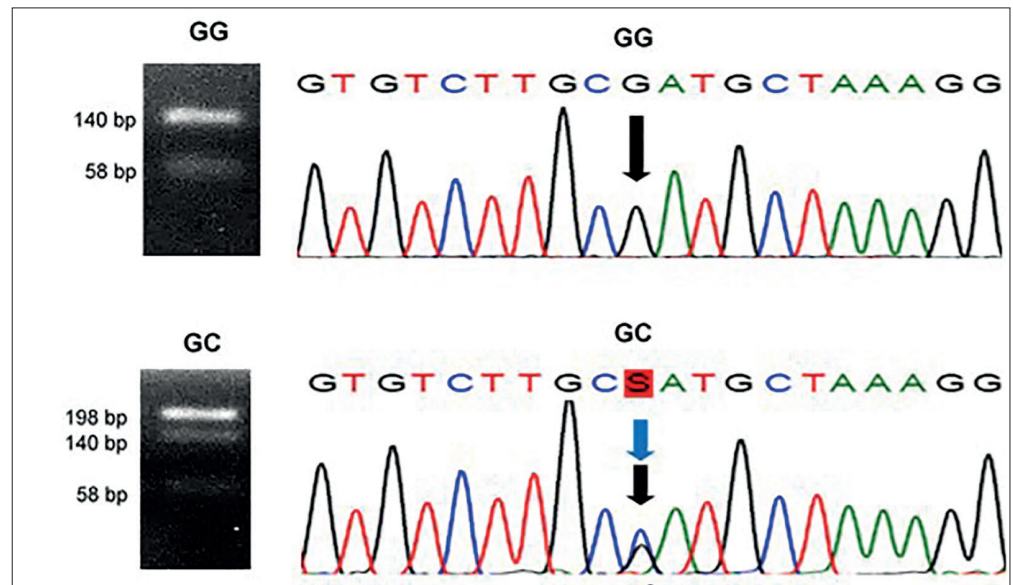 GG
140 bp
58 bp
GG
GTGTCTTGCGATGCTAAAGG
GC
198 bp
140 bp
58 bp
GC
GTGTCTTGCSATGCTAAAGG